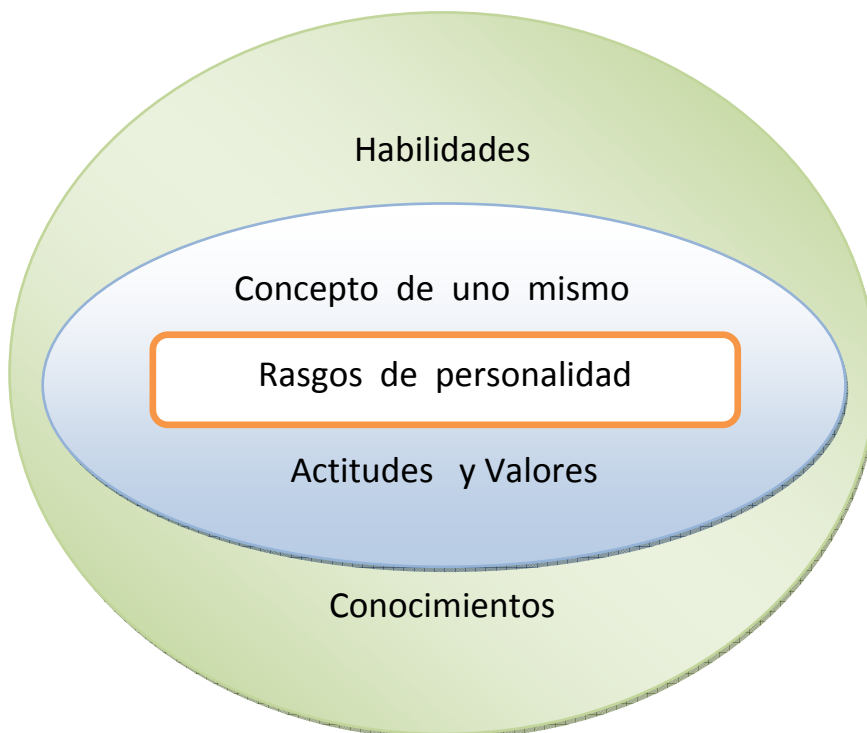 Habilidades
Concepto de uno mismo
Rasgos de personalidad
Actitudes y Valores
Conocimientos